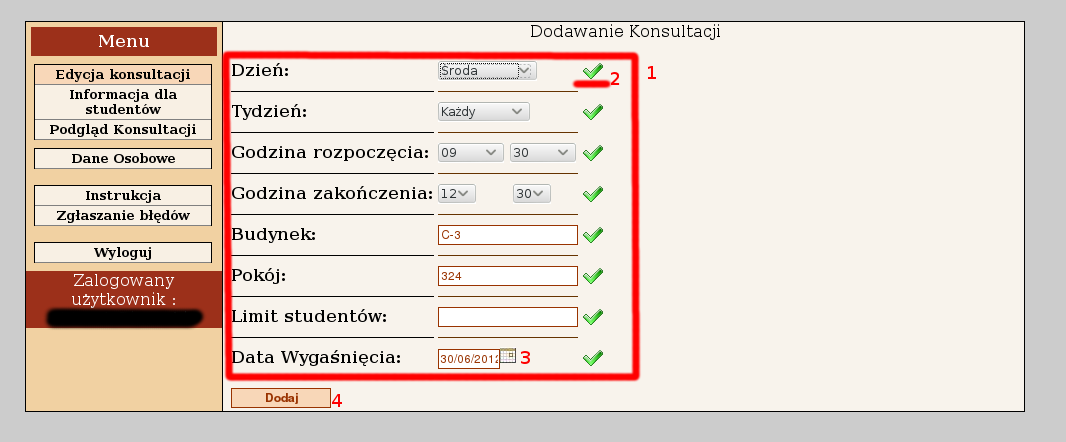 Dodawanie Konsultacji
Menu
Edycja konsultacji
Informacja dla
studentów
Podgląd Konsultacji
Dane Osobowe
Instrukcja
Zgłaszanie błędów
Wyloguj
Zalogowany
użytkownik :
Dzień: Środa 2 1
Tydzień: Każdy
Godzina rozpoczęcia: 09 30
Godzina zakończenia: 12 30
Budynek: C-3
Pokój: 324
Limit studentów:
Data Wygaśnięcia: 30/06/2012 3
Dodaj 4